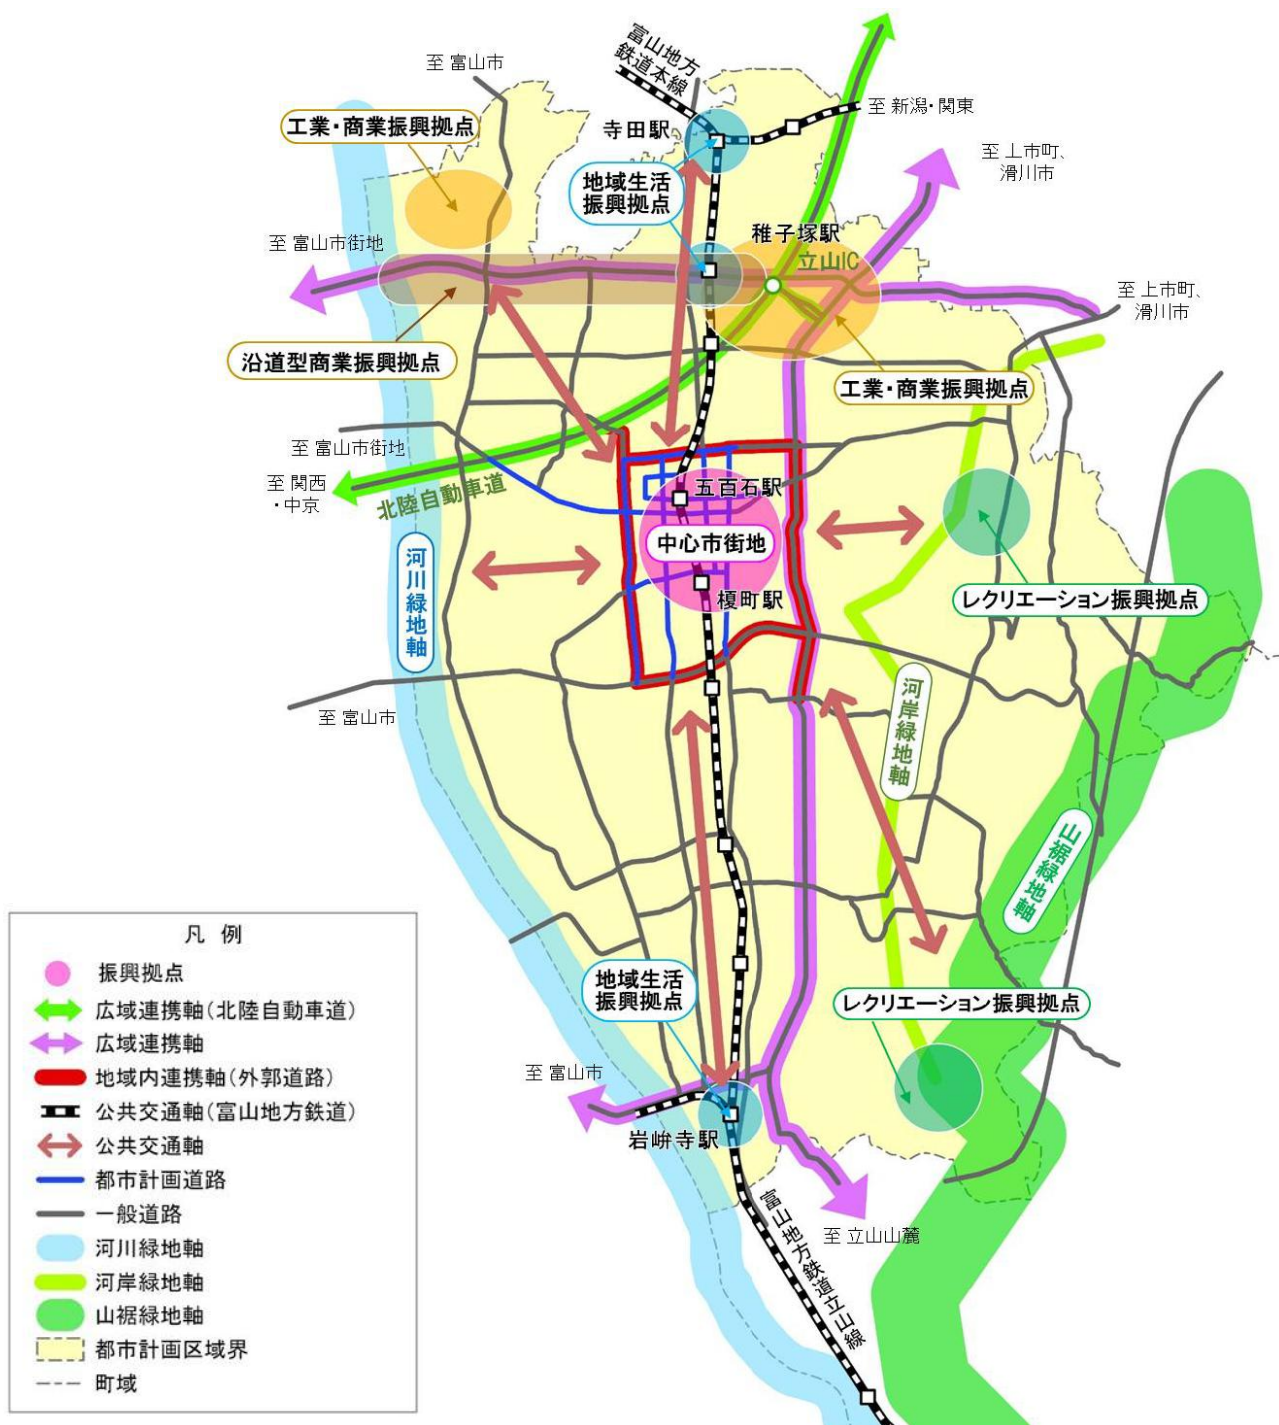 富山地方
鉄道本線
至 富山市
至 新潟・関東
工業・商業振興拠点
寺田駅
至 上市町、
滑川市
地域生活
振興拠点
稚子塚駅
至 富山市街地
立山IC
至 上市町、
滑川市
沿道型商業振興拠点
工業・商業振興拠点
至 富山市街地
至 関西
・中京
北陸自動車道
五百石駅
中心市街地
河川緑地軸
榎町駅
レクリエーション振興拠点
至 富山市
河岸緑地軸
山裾緑地軸
地域生活
振興拠点
レクリエーション振興拠点
至 富山市
岩峅寺駅
至 立山山麓
富山地方鉄道立山線
凡 例
振興拠点
広域連携軸(北陸自動車道)
広域連携軸
地域内連携軸(外郭道路)
公共交通軸(富山地方鉄道)
公共交通軸
都市計画道路
一般道路
河川緑地軸
河岸緑地軸
山裾緑地軸
都市計画区域界
町域